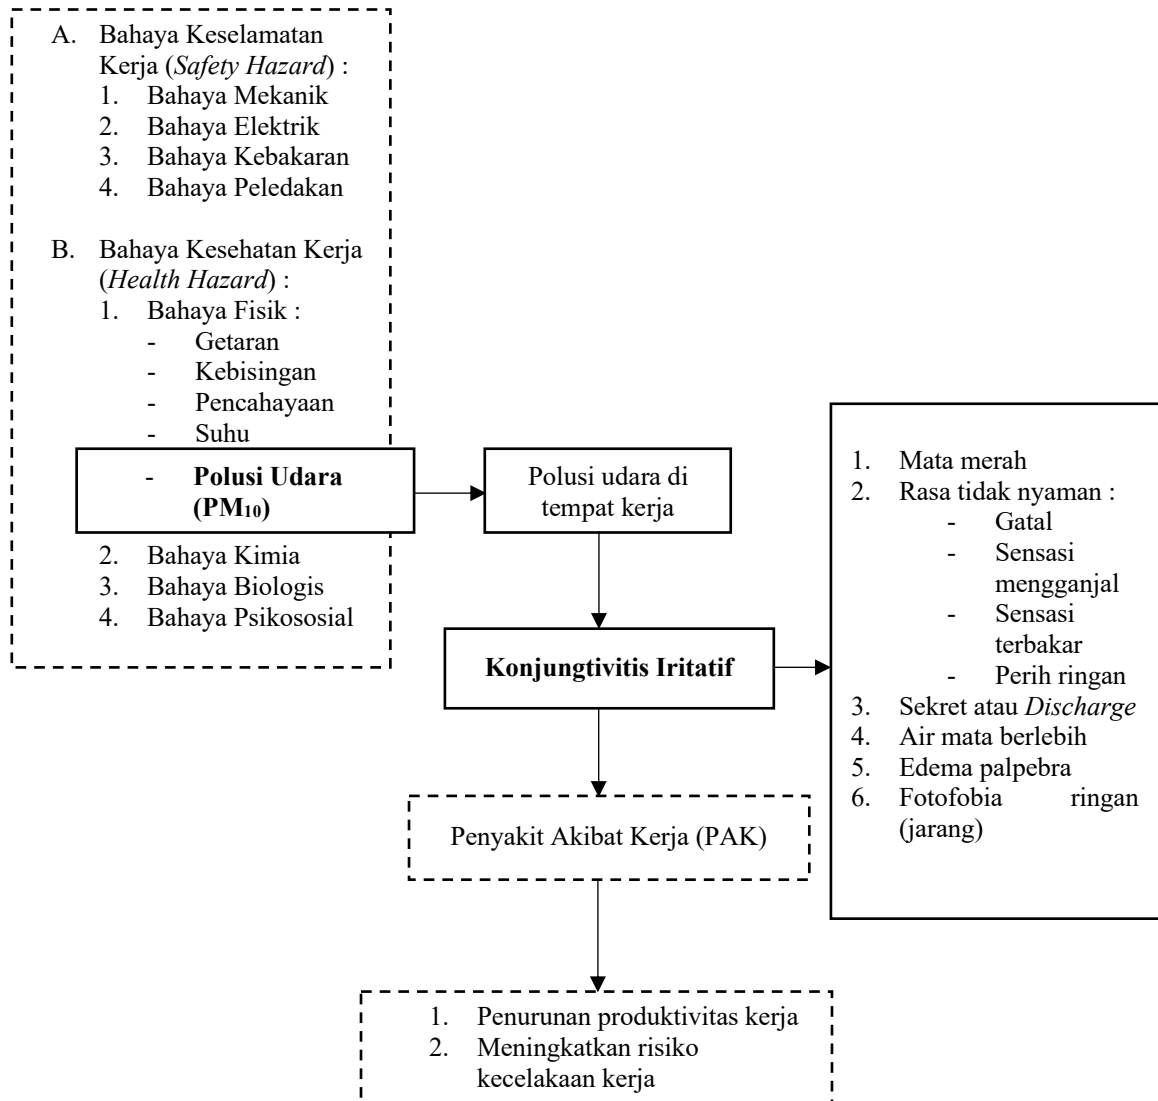 A. Bahaya Keselamatan
Kerja (Safety Hazard) :
1. Bahaya Mekanik
2. Bahaya Elektrik
3. Bahaya Kebakaran
4. Bahaya Peledakan
B. Bahaya Kesehatan Kerja
(Health Hazard) :
1. Bahaya Fisik :
- Getaran
- Kebisingan
- Pencahayaan
- Suhu
- Polusi Udara
(PM₁₀)
2. Bahaya Kimia
3. Bahaya Biologis
4. Bahaya Psikososial
Polusi udara di
tempat kerja
Konjungtivitis Iritatif
1. Mata merah
2. Rasa tidak nyaman :
- Gatal
- Sensasi
mengganjal
- Sensasi
terbakar
- Perih ringan
3. Sekret atau Discharge
4. Air mata berlebih
5. Edema palpebra
6. Fotofobia ringan
(jarang)
Penyakit Akibat Kerja (PAK)
1. Penurunan produktivitas kerja
2. Meningkatkan risiko
kecelakaan kerja